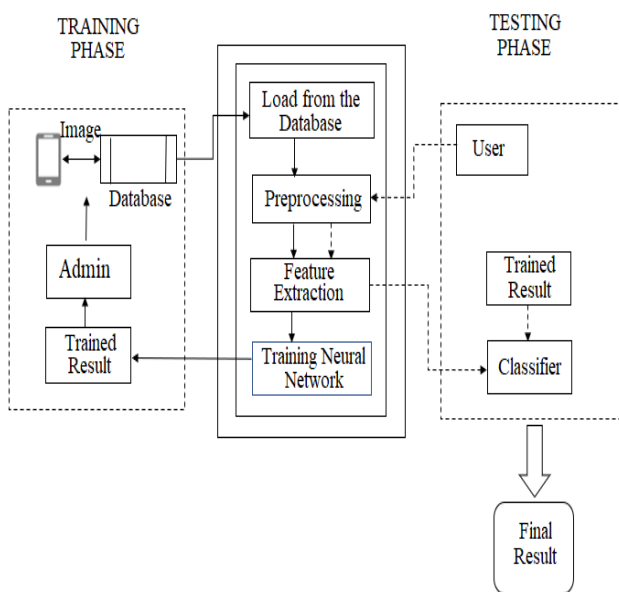 TRAINING
PHASE
Image
Database
Admin
Trained
Result
Load from the
Database
Preprocessing
Feature
Extraction
Training Neural
Network
TESTING
PHASE
User
Trained
Result
Classifier
Final
Result